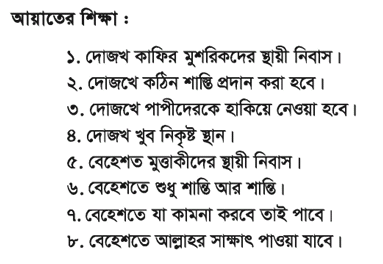 আয়াতের শিক্ষা :
১. দোজখ কাফির মুশরিকদের স্থায়ী নিবাস।
২. দোজখে কঠিন শাস্তি প্রদান করা হবে।
৩. দোজখে পাপীদেরকে হাকিয়ে নেওয়া হবে।
৪. দোজখ খুব নিকৃষ্ট স্থান।
৫. বেহেশত মুত্তাকীদের স্থায়ী নিবাস।
৬. বেহেশতে শুধু শান্তি আর শান্তি।
৭. বেহেশতে যা কামনা করবে তাই পাবে।
৮. বেহেশতে আল্লাহর সাক্ষাৎ পাওয়া যাবে।